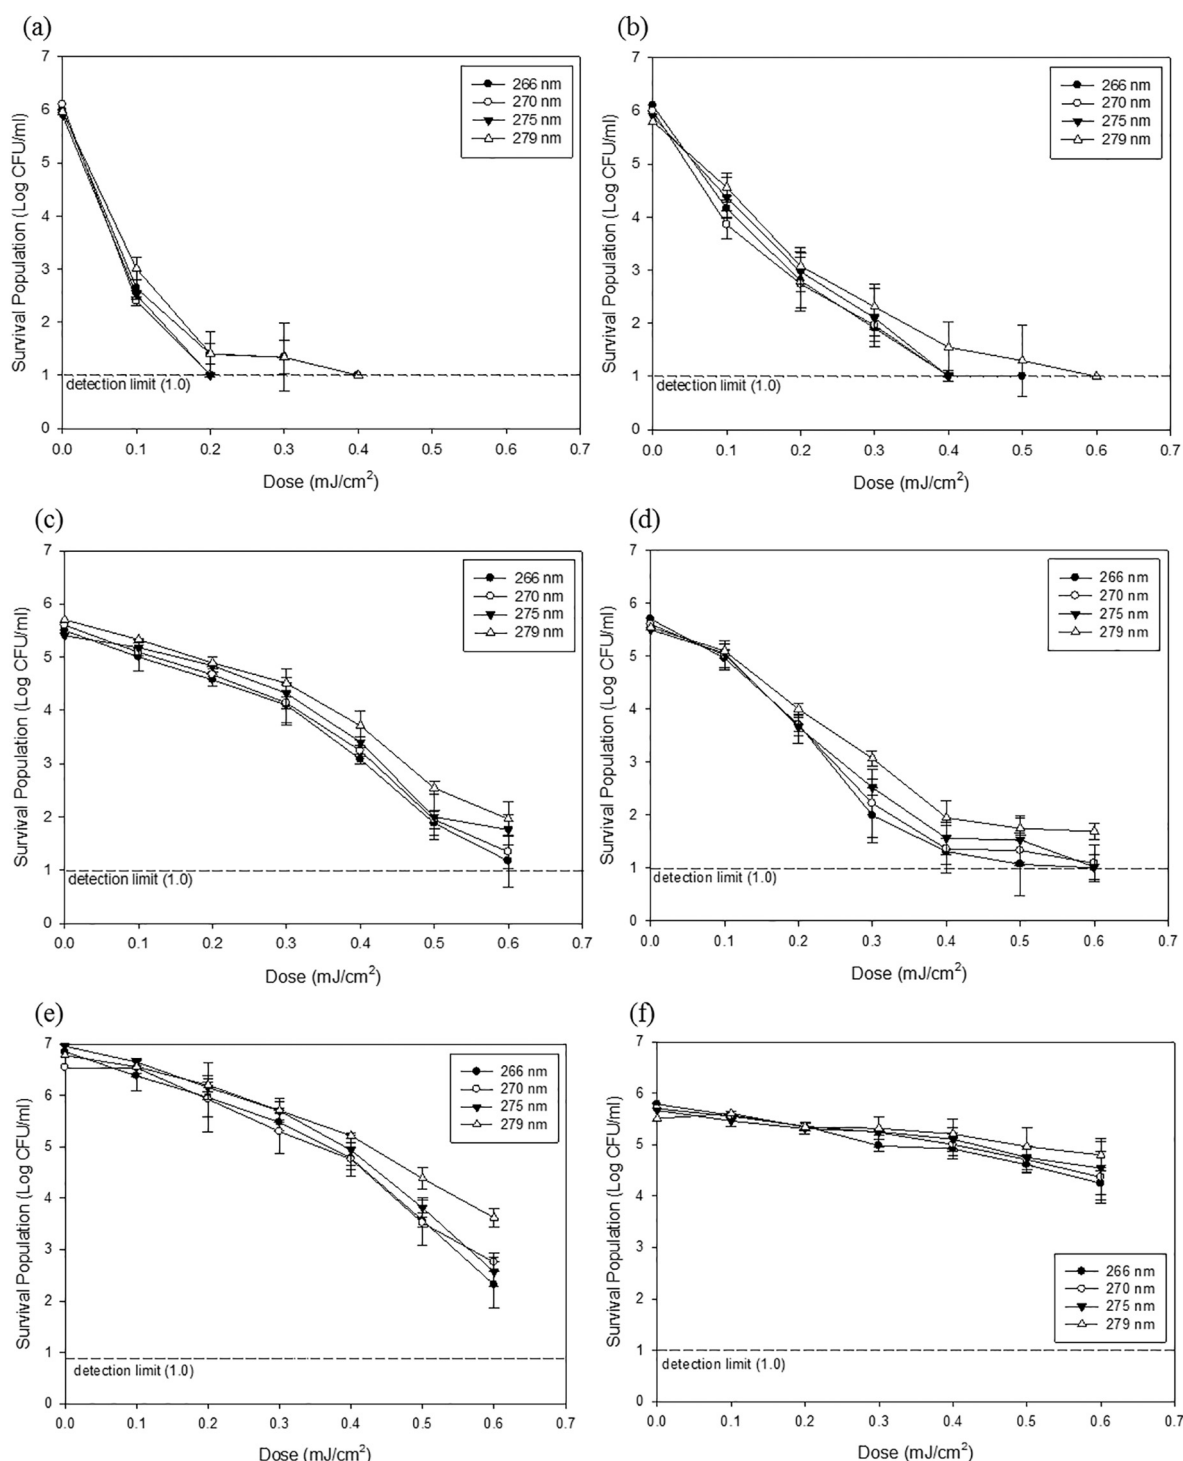 (a)
7
6
5
4
3
2
1
0
Survival Population (Log CFU/ml)
266 nm
270 nm
275 nm
279 nm
detection limit (1.0)
0.0 0.1 0.2 0.3 0.4 0.5 0.6 0.7
Dose (mJ/cm²)
(b)
7
6
5
4
3
2
1
0
Survival Population (Log CFU/ml)
266 nm
270 nm
275 nm
279 nm
detection limit (1.0)
0.0 0.1 0.2 0.3 0.4 0.5 0.6 0.7
Dose (mJ/cm²)
(c)
7
6
5
4
3
2
1
0
Survival Population (Log CFU/ml)
266 nm
270 nm
275 nm
279 nm
detection limit (1.0)
0.0 0.1 0.2 0.3 0.4 0.5 0.6 0.7
Dose (mJ/cm²)
(d)
7
6
5
4
3
2
1
0
Survival Population (Log CFU/ml)
266 nm
270 nm
275 nm
279 nm
detection limit (1.0)
0.0 0.1 0.2 0.3 0.4 0.5 0.6 0.7
Dose (mJ/cm²)
(e)
7
6
5
4
3
2
1
0
Survival Population (Log CFU/ml)
266 nm
270 nm
275 nm
279 nm
detection limit (1.0)
0.0 0.1 0.2 0.3 0.4 0.5 0.6 0.7
Dose (mJ/cm²)
(f)
7
6
5
4
3
2
1
0
Survival Population (Log CFU/ml)
266 nm
270 nm
275 nm
279 nm
detection limit (1.0)
0.0 0.1 0.2 0.3 0.4 0.5 0.6 0.7
Dose (mJ/cm²)